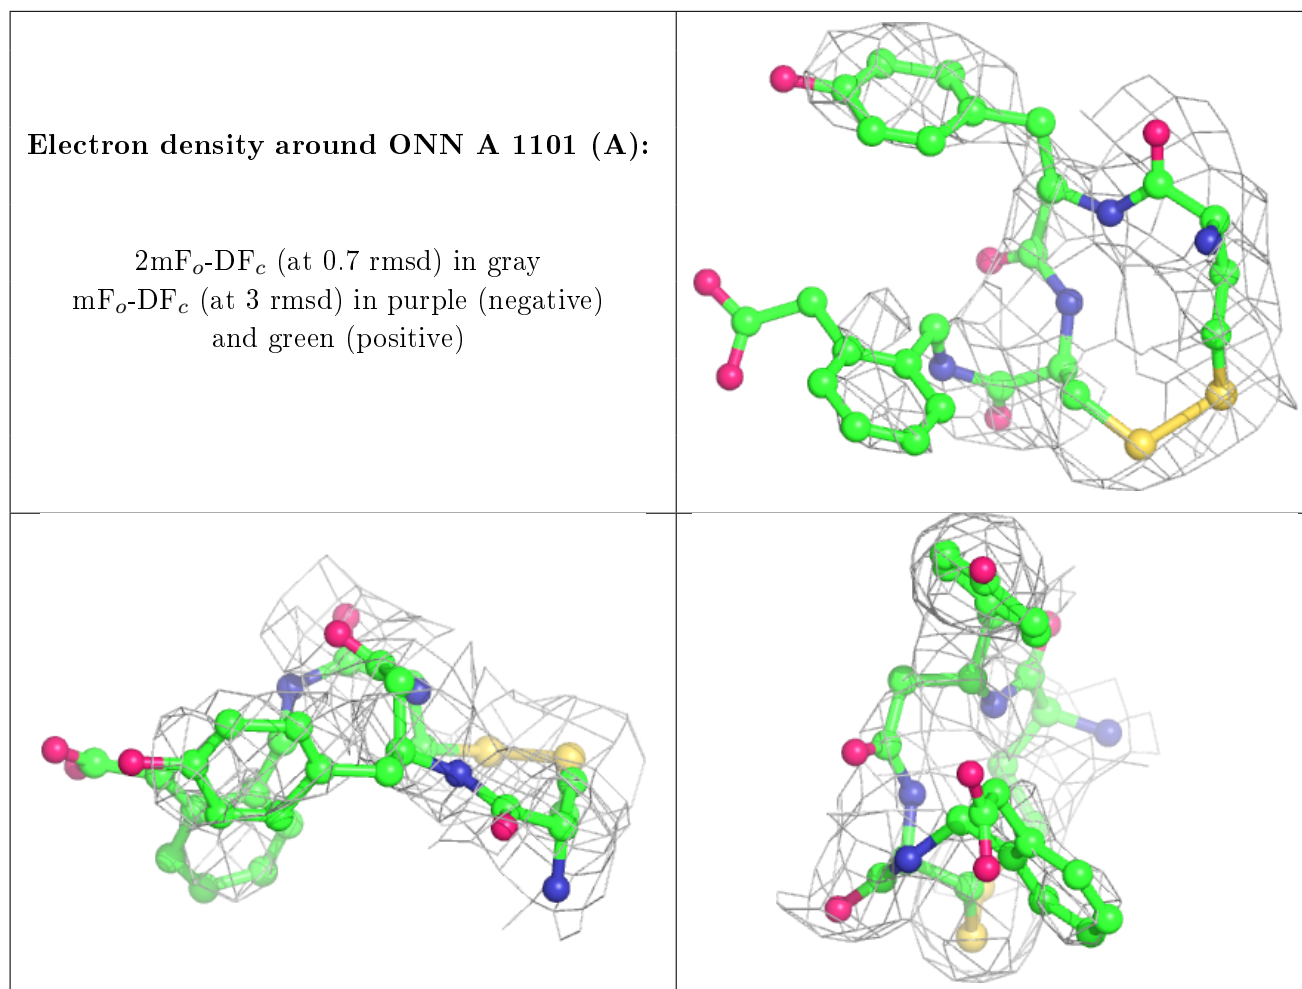 Electron density around ONN A 1101 (A):
2mFₒ-DF𝒸 (at 0.7 rmsd) in gray
mFₒ-DF𝒸 (at 3 rmsd) in purple (negative)
and green (positive)